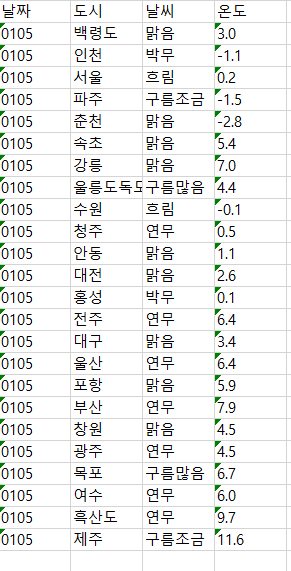 날짜 도시 날씨 온도
0105 백령도 맑음 3.0
0105 인천 박무 -1.1
0105 서울 흐림 0.2
0105 파주 구름조금 -1.5
0105 춘천 맑음 -2.8
0105 속초 맑음 5.4
0105 강릉 맑음 7.0
0105 울릉도독도 구름많음 4.4
0105 수원 흐림 -0.1
0105 청주 연무 0.5
0105 안동 맑음 1.1
0105 대전 맑음 2.6
0105 홍성 박무 0.1
0105 전주 연무 6.4
0105 대구 맑음 3.4
0105 울산 연무 6.4
0105 포항 맑음 5.9
0105 부산 연무 7.9
0105 창원 맑음 4.5
0105 광주 연무 4.5
0105 목포 구름많음 6.7
0105 여수 연무 6.0
0105 흑산도 연무 9.7
0105 제주 구름조금 11.6